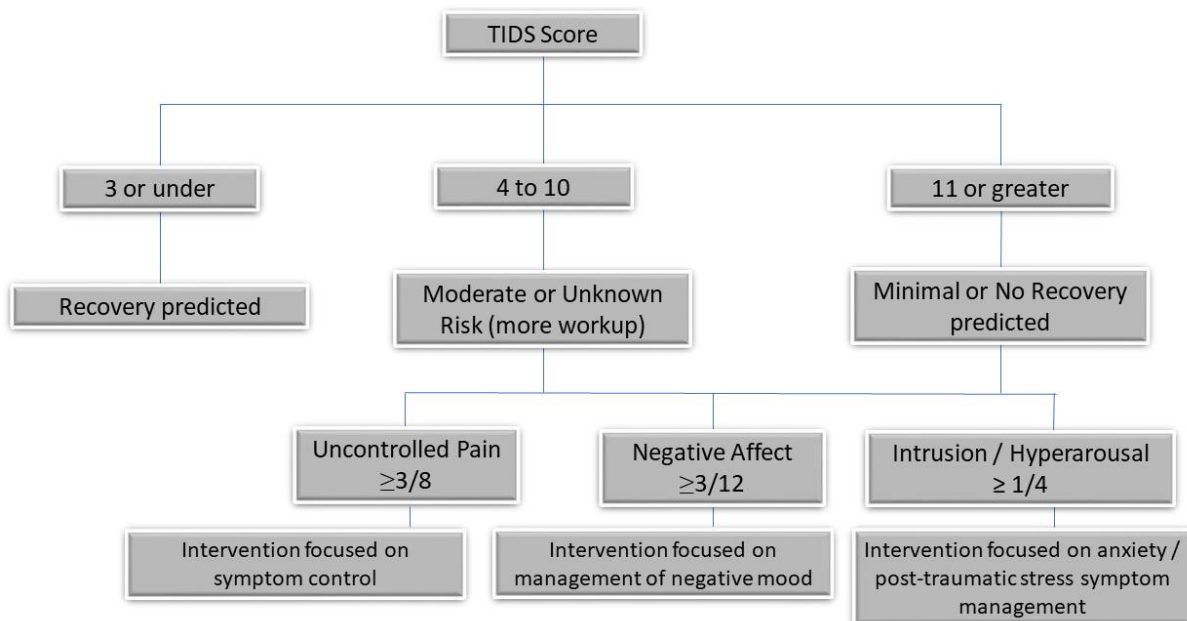 TIDS Score
3 or under
4 to 10
11 or greater
Recovery predicted
Moderate or Unknown
Risk (more workup)
Minimal or No Recovery
predicted
Uncontrolled Pain
≥3/8
Negative Affect
≥3/12
Intrusion / Hyperarousal
≥ 1/4
Intervention focused on
symptom control
Intervention focused on
management of negative mood
Intervention focused on anxiety /
post-traumatic stress symptom
management